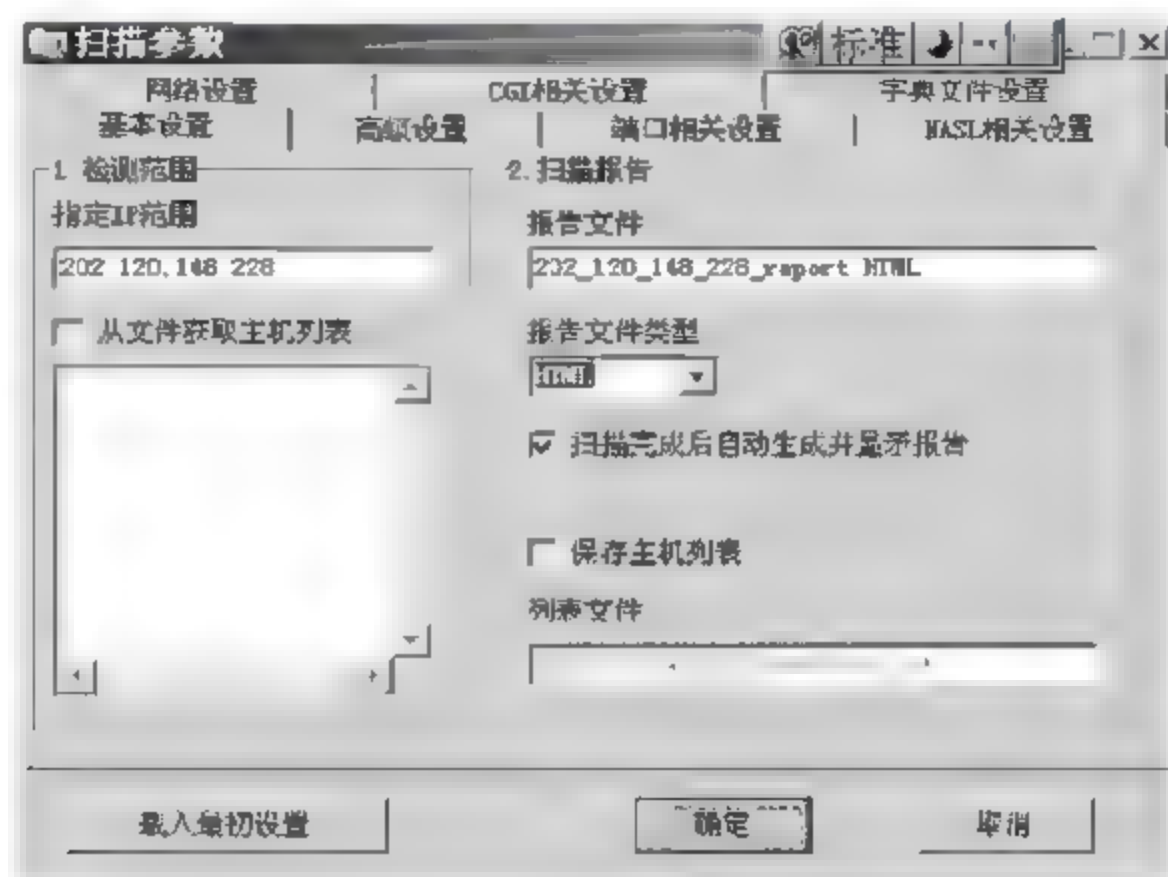 扫描参数 标准
网络设置 CGI相关设置 字典文件设置
基本设置 高级设置 端口相关设置 NASL相关设置
1 检测范围
指定IP范围
202 120.148 228
从文件获取主机列表
2.扫描报告
报告文件
202_120_148_228_report HTML
报告文件类型
HTML
扫描完成后自动生成并显示报告
保存主机列表
列表文件
载入最初设置 确定 取消